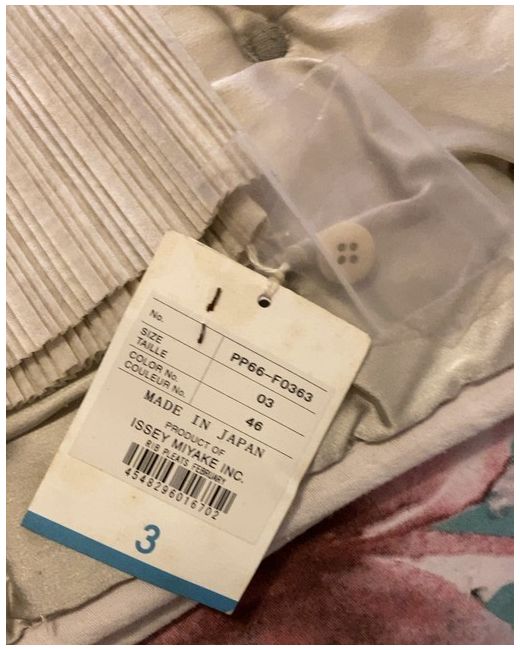 No. PP66-F0363
SIZE
TAILLE 03
COLOR No.
COULEUR No. 46
MADE IN JAPAN
PRODUCT OF
ISSEY MIYAKE INC.
RIB PLEATS FEBRUARY
4548296016702
3